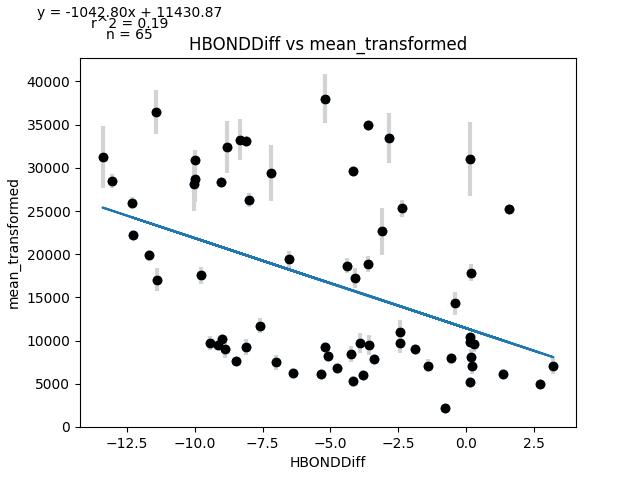 y = -1042.80x + 11430.87
r^2 = 0.19
n = 65
HBONDDiff vs mean_transformed
mean_transformed
40000
35000
30000
25000
20000
15000
10000
5000
0
−12.5 −10.0 −7.5 −5.0 −2.5 0.0 2.5
HBONDDiff